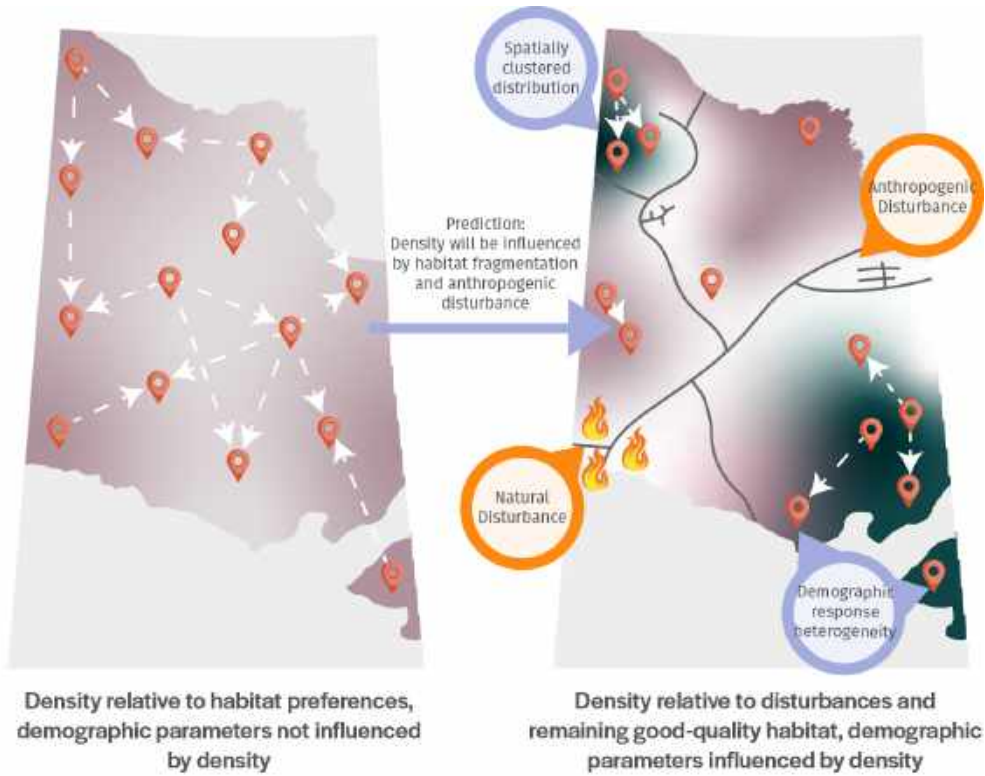 Spatially
clustered
distribution
Anthropogenic
Disturbance
Prediction:
Density will be influenced
by habitat fragmentation
and anthropogenic
disturbance
Natural
Disturbance
Demographic
response
heterogeneity
Density relative to habitat preferences,
demographic parameters not influenced
by density
Density relative to disturbances and
remaining good-quality habitat, demographic
parameters influenced by density